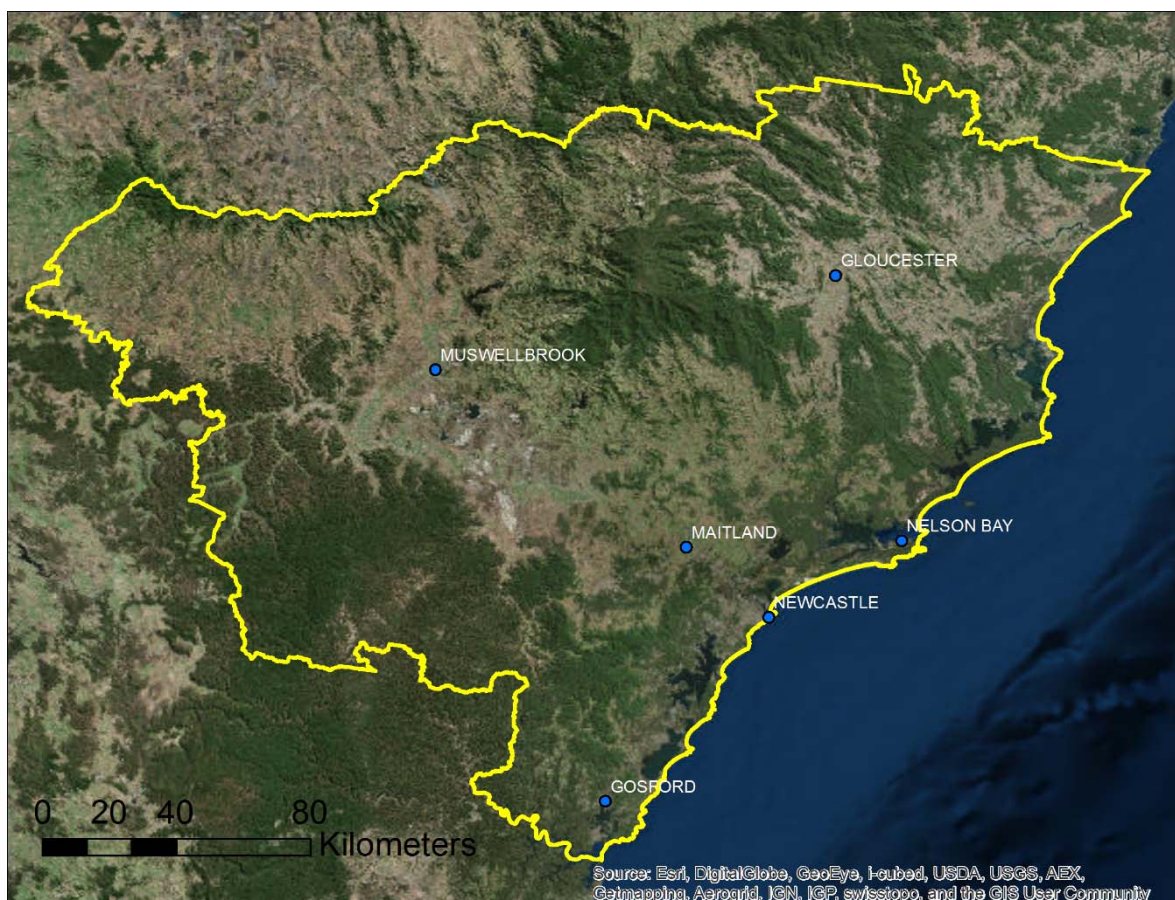 GLOUCESTER
MUSWELLBROOK
MAITLAND
NELSON BAY
NEWCASTLE
GOSFORD
0 20 40 80
Kilometers
Source: Esri, DigitalGlobe, GeoEye, i-cubed, USDA, USGS, AEX,
Getmapping, Aerogrid, IGN, IGP, swisstopo, and the GIS User Community